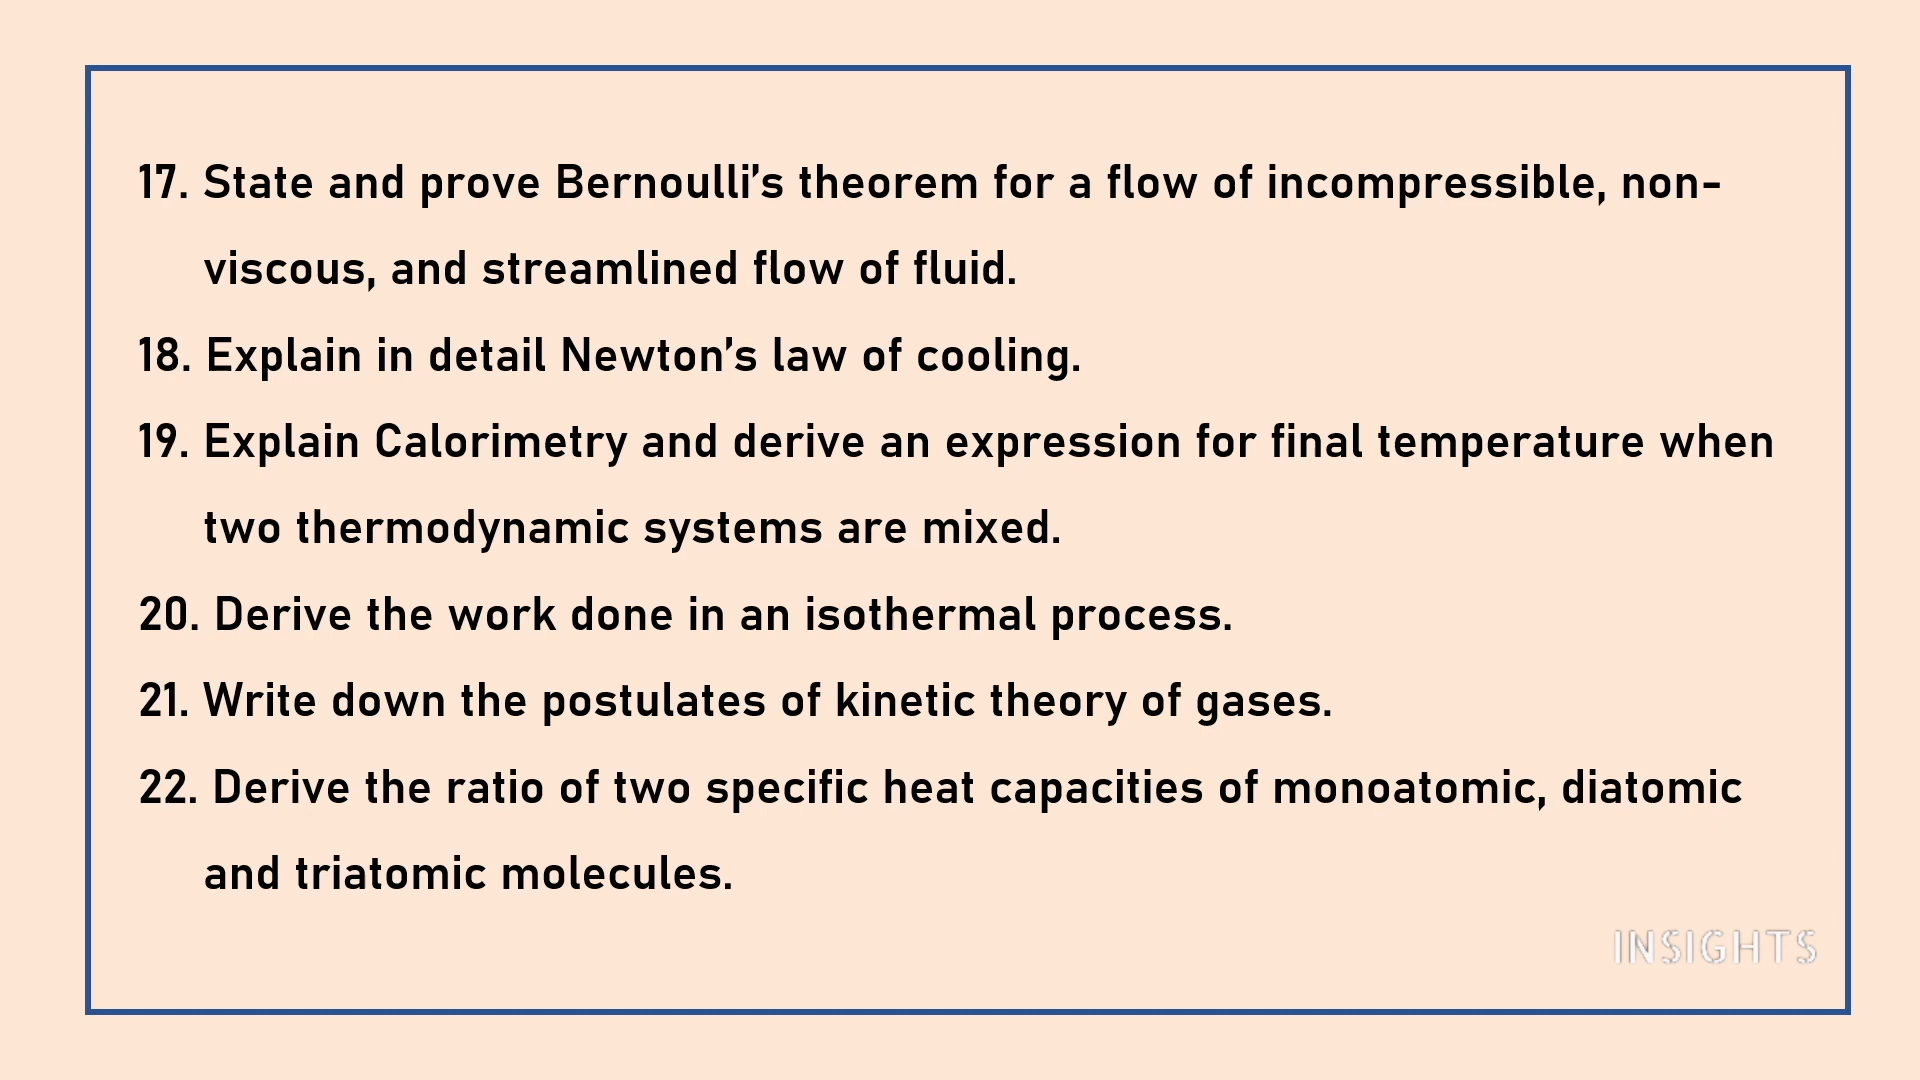 17. State and prove Bernoulli’s theorem for a flow of incompressible, non-
viscous, and streamlined flow of fluid.
18. Explain in detail Newton’s law of cooling.
19. Explain Calorimetry and derive an expression for final temperature when
two thermodynamic systems are mixed.
20. Derive the work done in an isothermal process.
21. Write down the postulates of kinetic theory of gases.
22. Derive the ratio of two specific heat capacities of monoatomic, diatomic
and triatomic molecules.
INSIGHTS